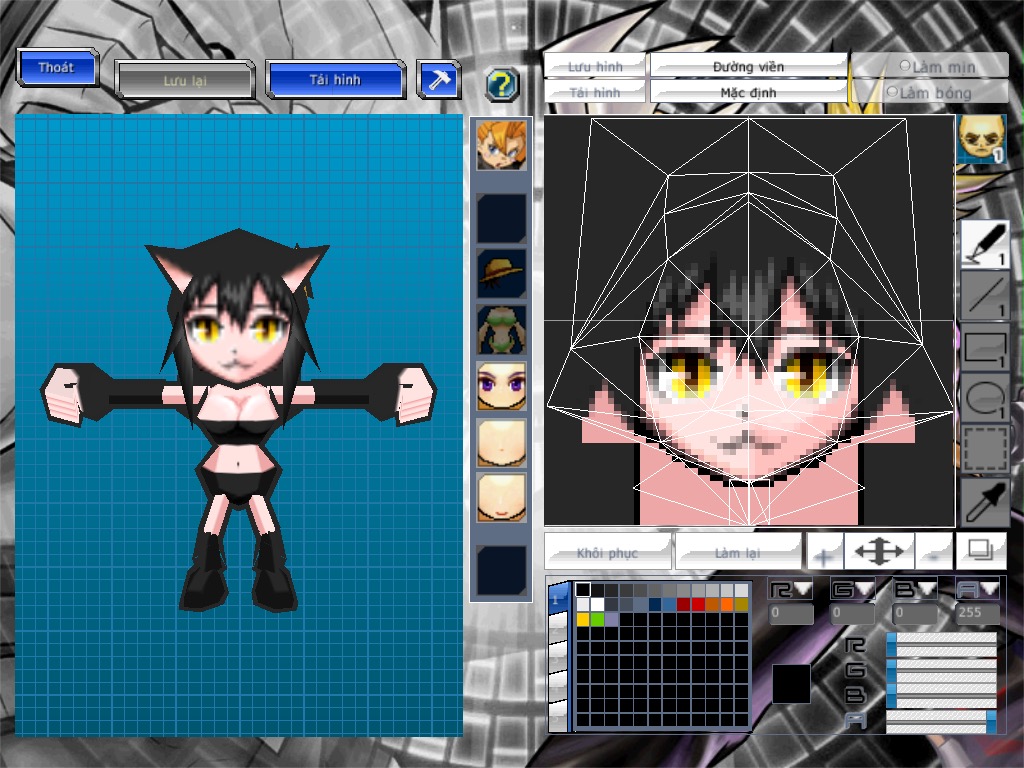 Thoát
Lưu lại
Tải hình
?
Lưu hình
Đường viền
Làm mịn
Tải hình
Mặc định
Làm bóng
1
1
1
1
1
Khôi phục
Làm lại
+
-
1
R
G
B
A
0
0
0
255
R
G
B
A